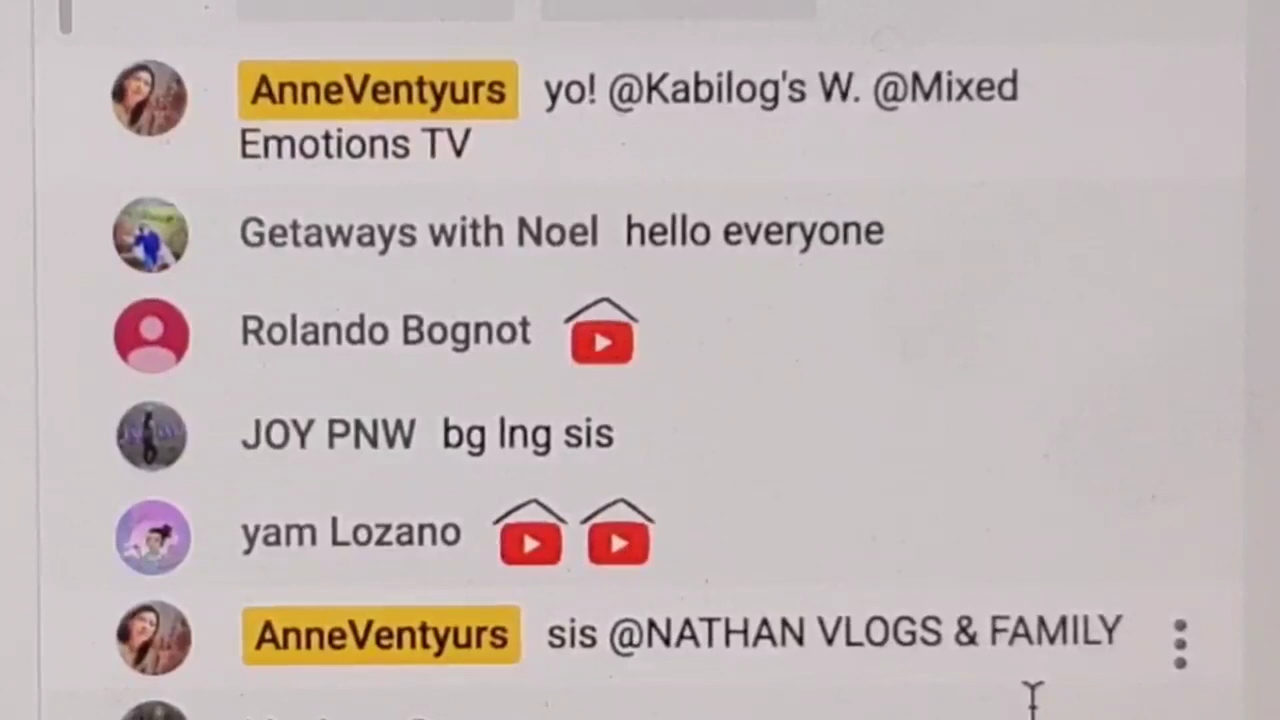 AnneVentyurs yo! @Kabilog's W. @Mixed
Emotions TV
Getaways with Noel hello everyone
Rolando Bognot
JOY PNW bg lng sis
yam Lozano
AnneVentyurs sis @NATHAN VLOGS & FAMILY